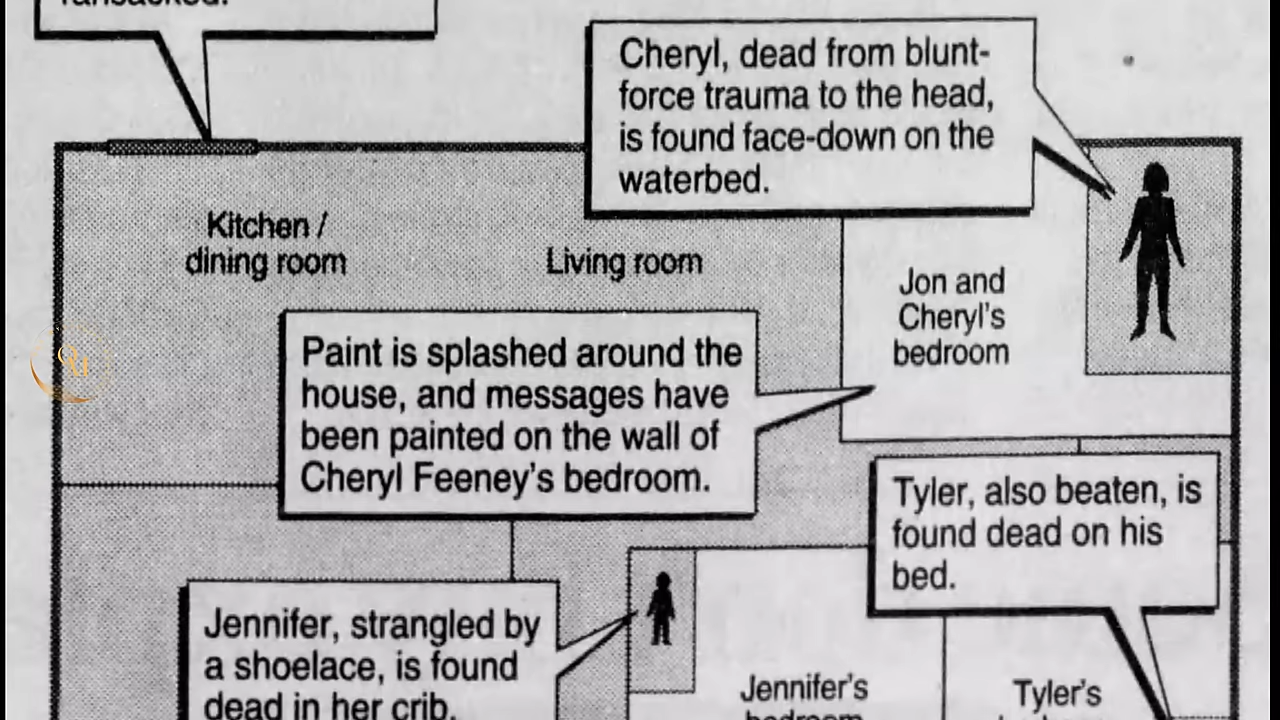 ransacked.
Cheryl, dead from blunt-
force trauma to the head,
is found face-down on the
waterbed.
Kitchen /
dining room
Living room
Jon and
Cheryl's
bedroom
Paint is splashed around the
house, and messages have
been painted on the wall of
Cheryl Feeney's bedroom.
Tyler, also beaten, is
found dead on his
bed.
Jennifer, strangled by
a shoelace, is found
dead in her crib.
Jennifer's
bedroom
Tyler's